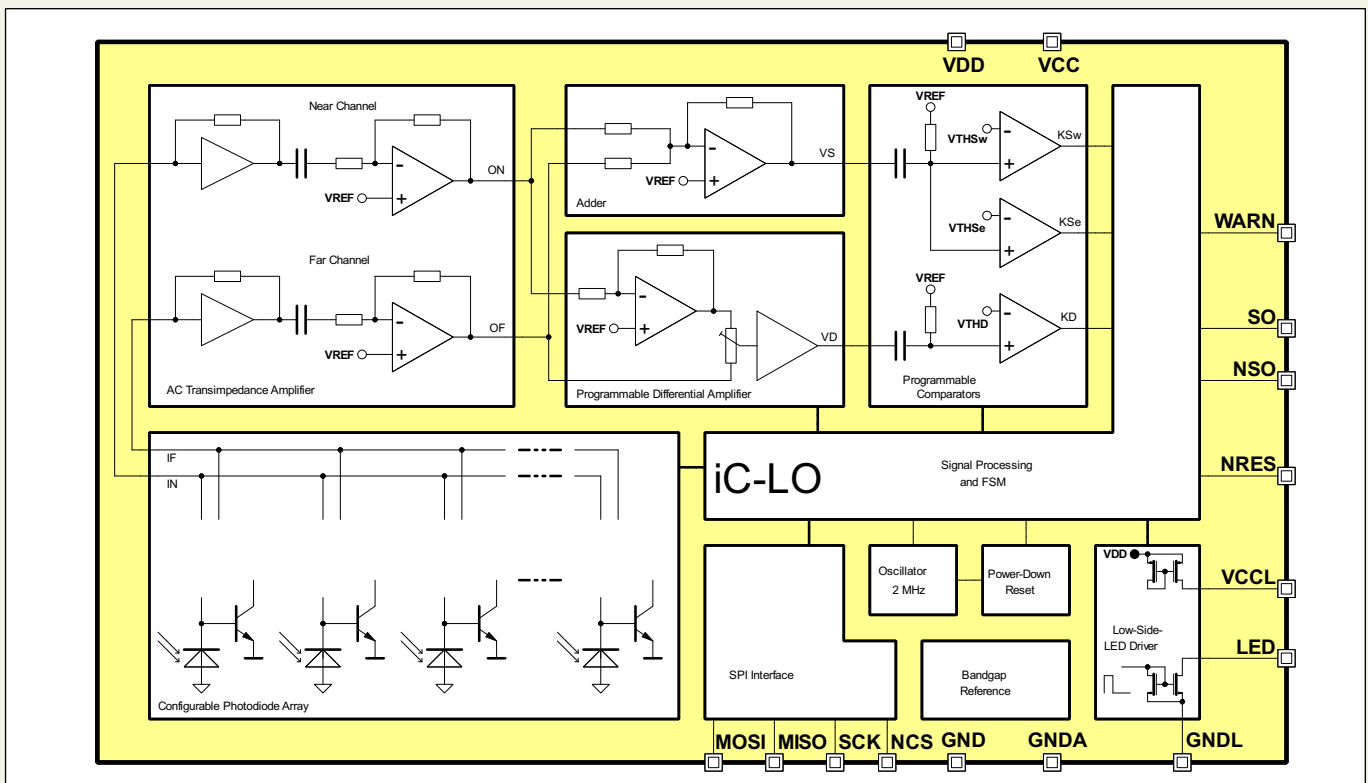 VDD VCC
Near Channel
VREF
ON
Far Channel
VREF
OF
AC Transimpedance Amplifier
VREF
VS
Adder
VREF
VD
Programmable Differential Amplifier
VREF
VTHSw
KSw
VTHSe
KSe
VREF
VTHD
KD
Programmable
Comparators
WARN
SO
NSO
NRES
VCCL
LED
IF
IN
Configurable Photodiode Array
iC-LO
Signal Processing
and FSM
SPI Interface
Oscillator
2 MHz
Power-Down
Reset
Bandgap
Reference
VDD
Low-Side-
LED Driver
MOSI MISO SCK NCS GND GNDA GNDL